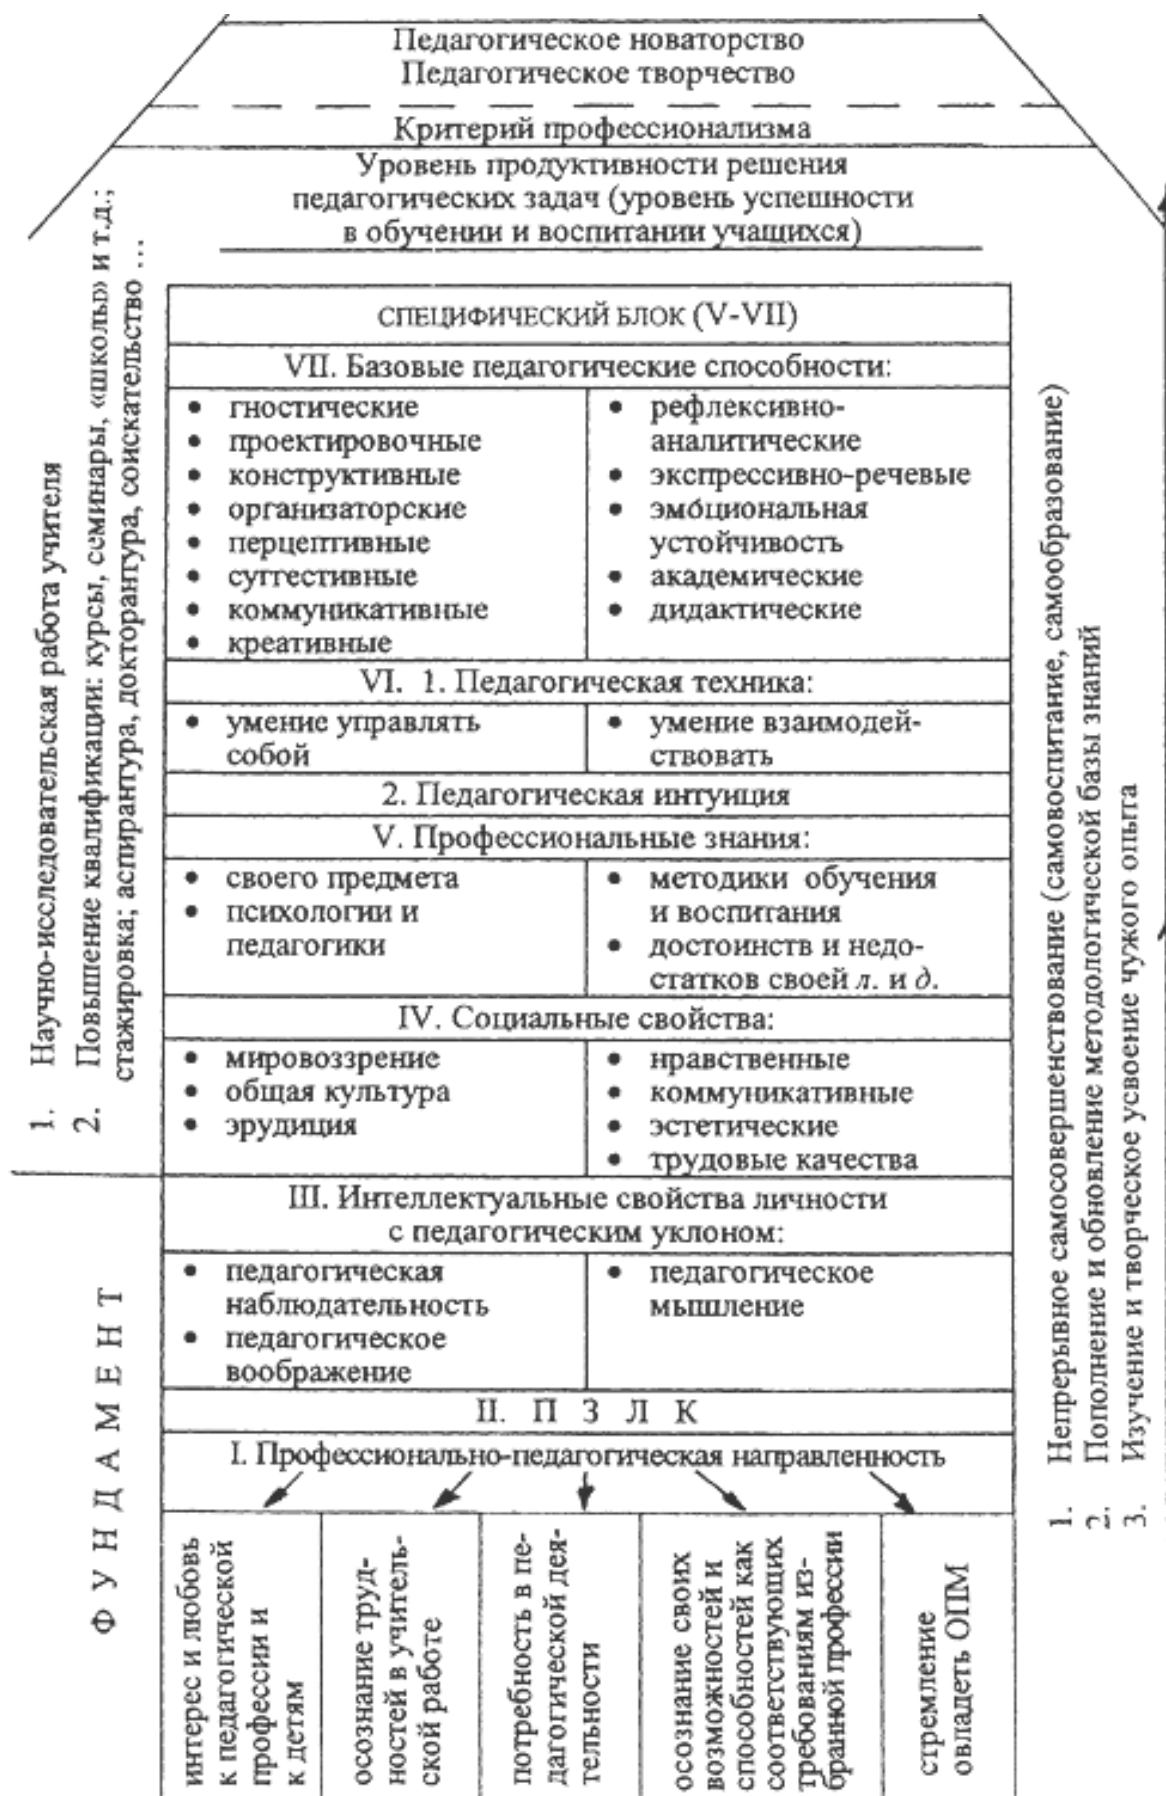 Педагогическое новаторство
Педагогическое творчество
Критерий профессионализма
Уровень продуктивности решения
педагогических задач (уровень успешности
в обучении и воспитании учащихся)
1. Научно-исследовательская работа учителя
2. Повышение квалификации: курсы, семинары, «школы» и т.д.;
стажировка; аспирантура, докторантура, соискательство ...
СПЕЦИФИЧЕСКИЙ БЛОК (V-VII)
VII. Базовые педагогические способности:
• гностические
• проектировочные
• конструктивные
• организаторские
• перцептивные
• суггестивные
• коммуникативные
• креативные
• рефлексивно-
аналитические
• экспрессивно-речевые
• эмоциональная
устойчивость
• академические
• дидактические
VI. 1. Педагогическая техника:
• умение управлять
собой
• умение взаимодей-
ствовать
2. Педагогическая интуиция
V. Профессиональные знания:
• своего предмета
• психологии и
педагогики
• методики обучения
и воспитания
• достоинств и недо-
статков своей л. и д.
IV. Социальные свойства:
• мировоззрение
• общая культура
• эрудиция
• нравственные
• коммуникативные
• эстетические
• трудовые качества
III. Интеллектуальные свойства личности
с педагогическим уклоном:
• педагогическая
наблюдательность
• педагогическое
воображение
• педагогическое
мышление
II. П З Л К
I. Профессионально-педагогическая направленность
интерес и любовь
к педагогической
профессии и
к детям
осознание труд-
ностей в учитель-
ской работе
потребность в пе-
дагогической дея-
тельности
осознание своих
возможностей и
способностей как
соответствующих
требованиям из-
бранной профессии
стремление
овладеть ОПМ
ФУНДАМЕНТ
1. Непрерывное самосовершенствование (самовоспитание, самообразование)
2. Пополнение и обновление методологической базы знаний
3. Изучение и творческое усвоение чужого опыта